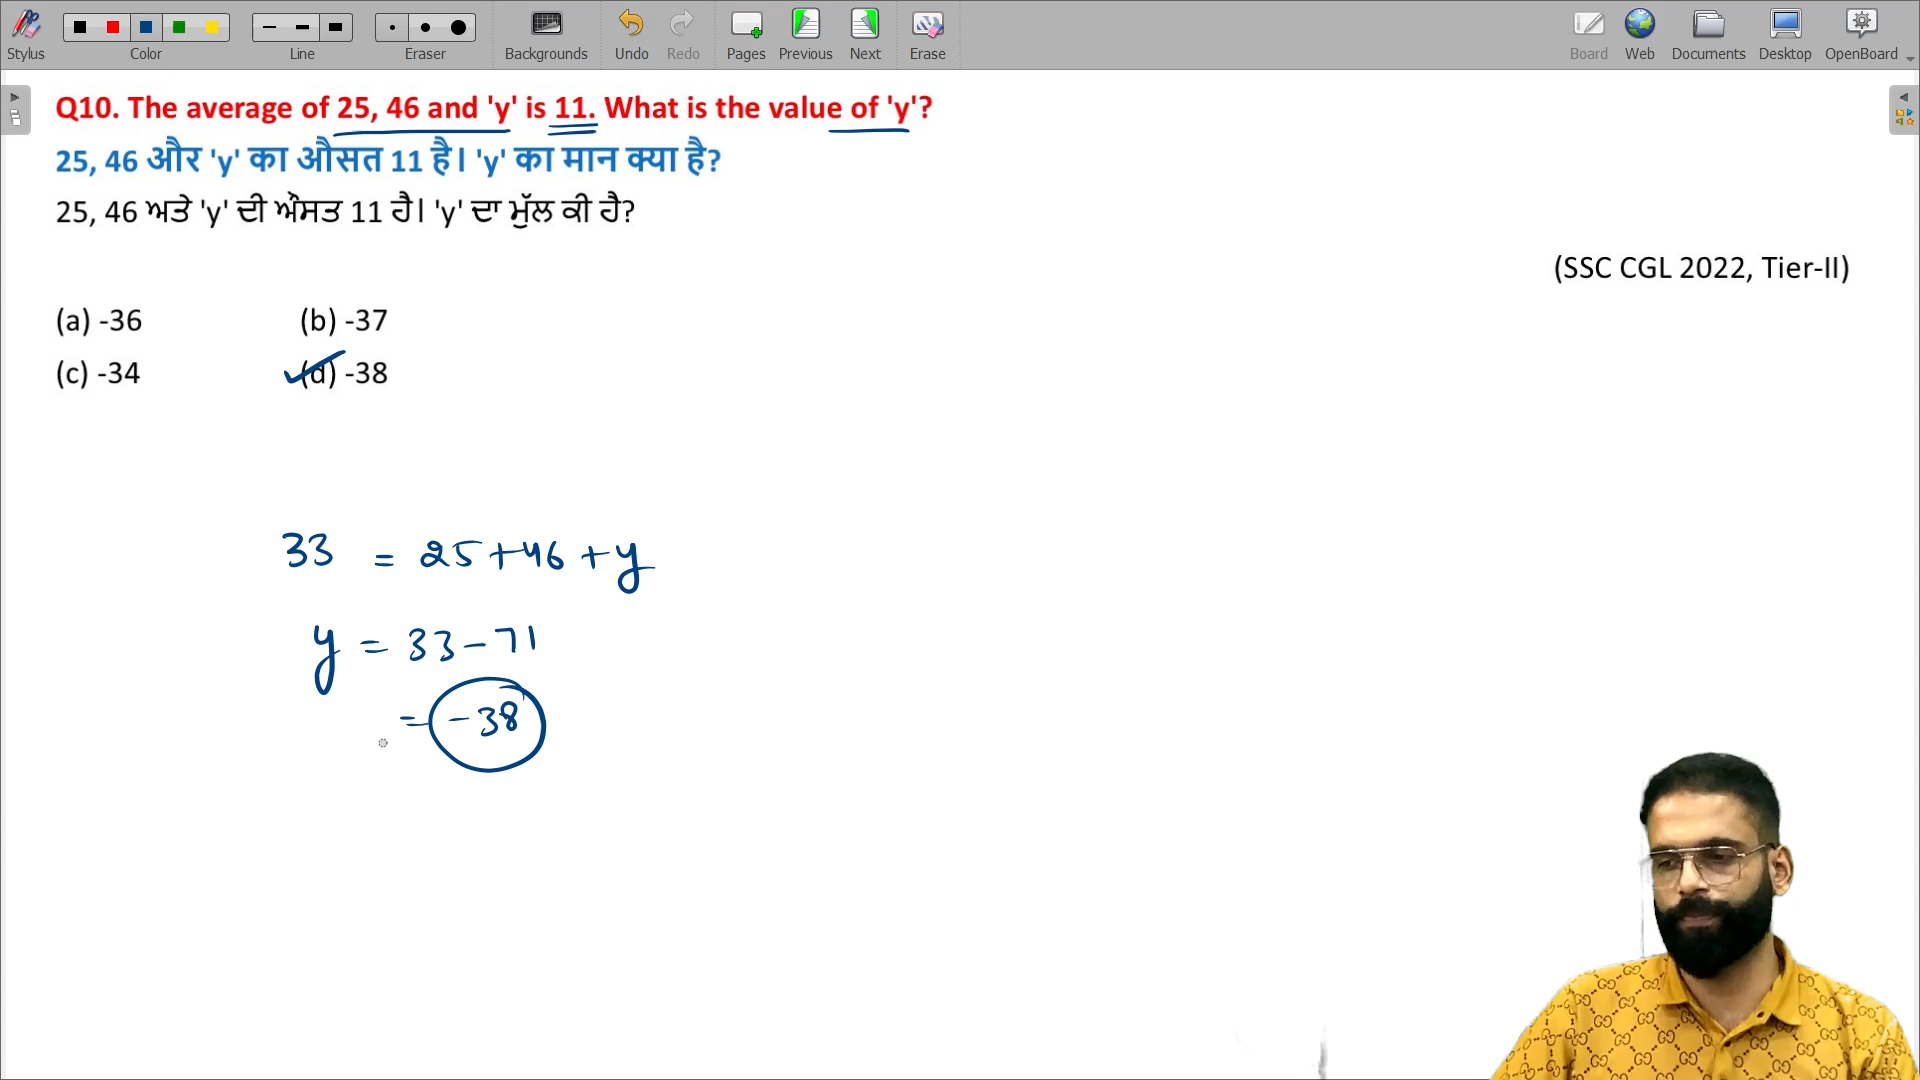 Stylus Color Line Eraser Backgrounds Undo Redo Pages Previous Next Erase Board Web Documents Desktop OpenBoard
Q10. The average of 25, 46 and 'y' is 11. What is the value of 'y'?
25, 46 और 'y' का औसत 11 है। 'y' का मान क्या है?
25, 46 ਅਤੇ 'y' ਦੀ ਔਸਤ 11 ਹੈ। 'y' ਦਾ ਮੁੱਲ ਕੀ ਹੈ?
(SSC CGL 2022, Tier-II)
(a) -36 (b) -37
(c) -34 (d) -38
33 = 25+46+y
y = 33-71
= -38